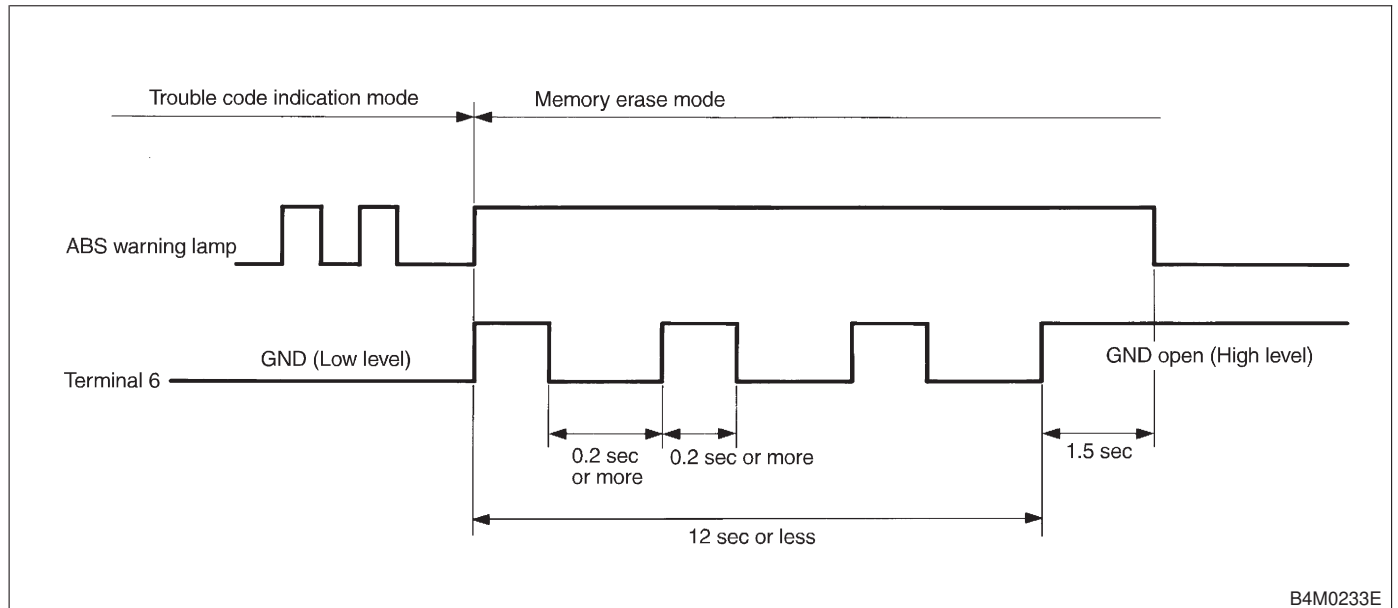 Trouble code indication mode
Memory erase mode
ABS warning lamp
GND (Low level)
GND open (High level)
Terminal 6
0.2 sec
or more
0.2 sec or more
1.5 sec
12 sec or less
B4M0233E